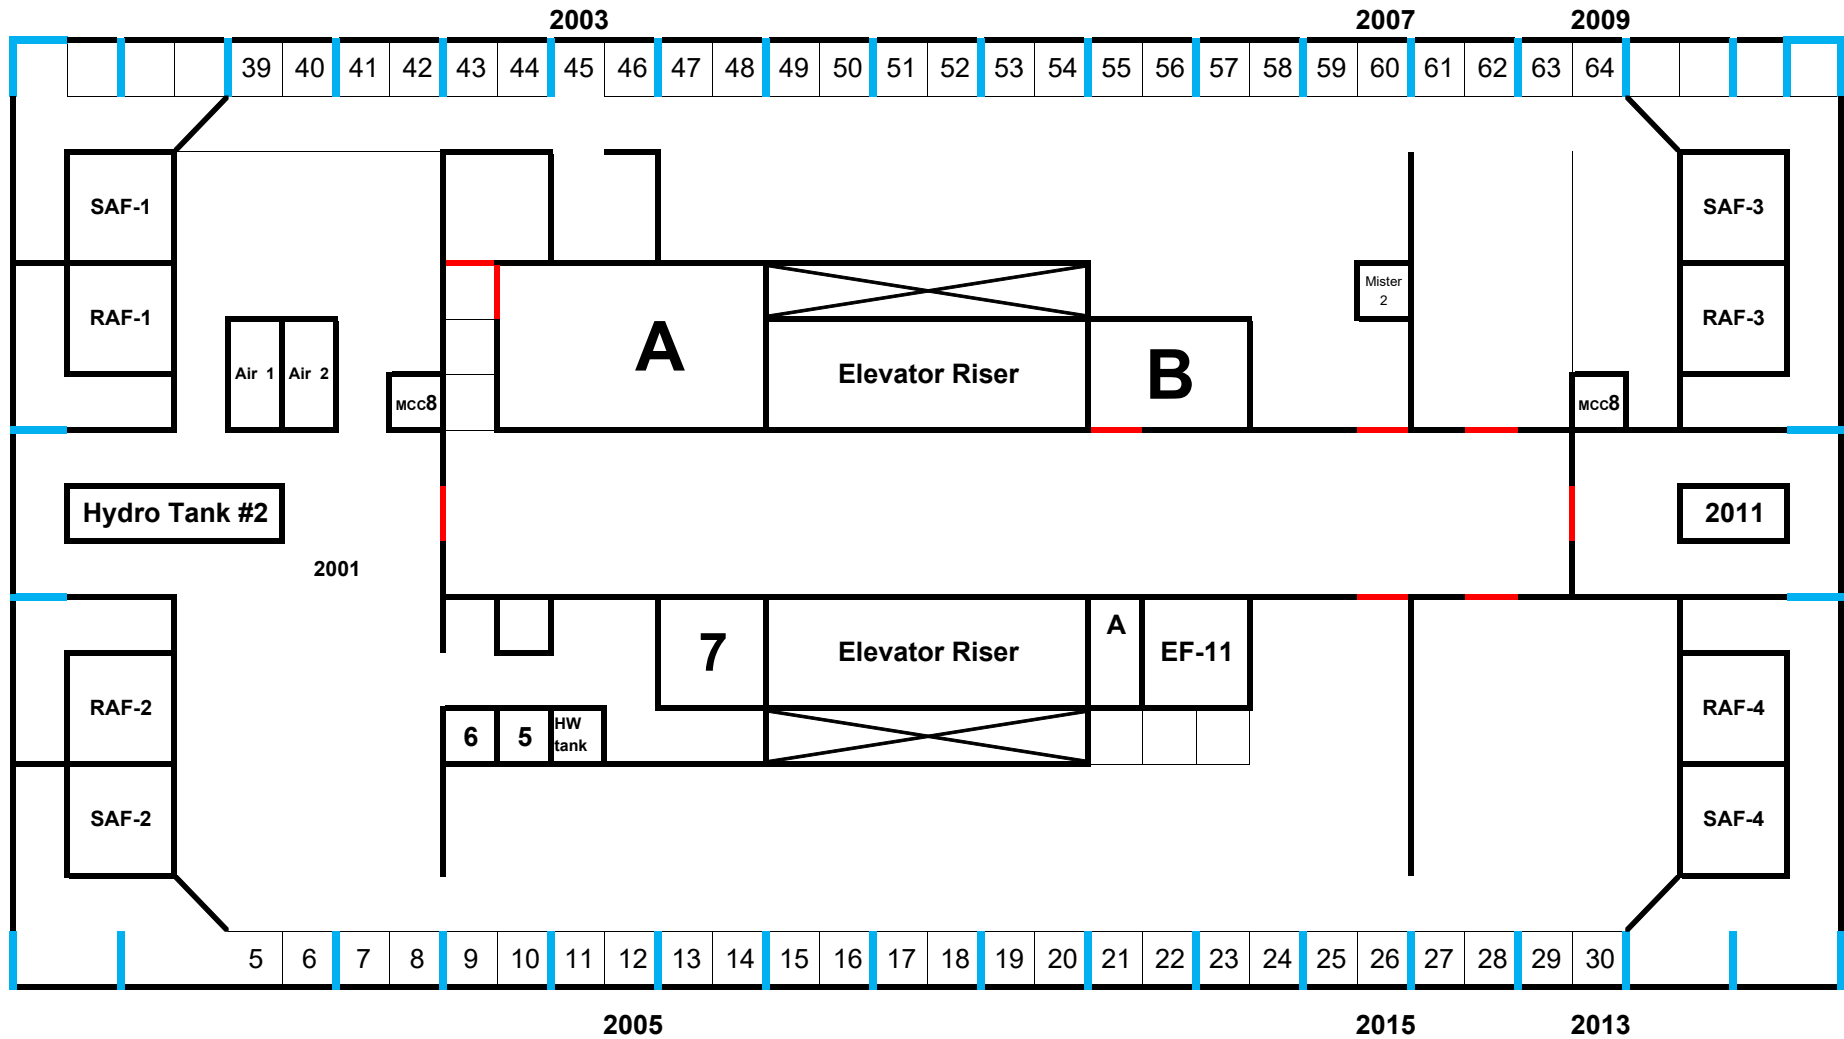 2003 2007 2009
39 40 41 42 43 44 45 46 47 48 49 50 51 52 53 54 55 56 57 58 59 60 61 62 63 64
SAF-1 SAF-3
Mister
2
RAF-1 A RAF-3
Air 1 Air 2 Elevator Riser B
MCC8 MCC8
Hydro Tank #2 2011
2001
7 Elevator Riser A EF-11
RAF-2 RAF-4
6 5 HW
tank
SAF-2 SAF-4
5 6 7 8 9 10 11 12 13 14 15 16 17 18 19 20 21 22 23 24 25 26 27 28 29 30
2005 2015 2013